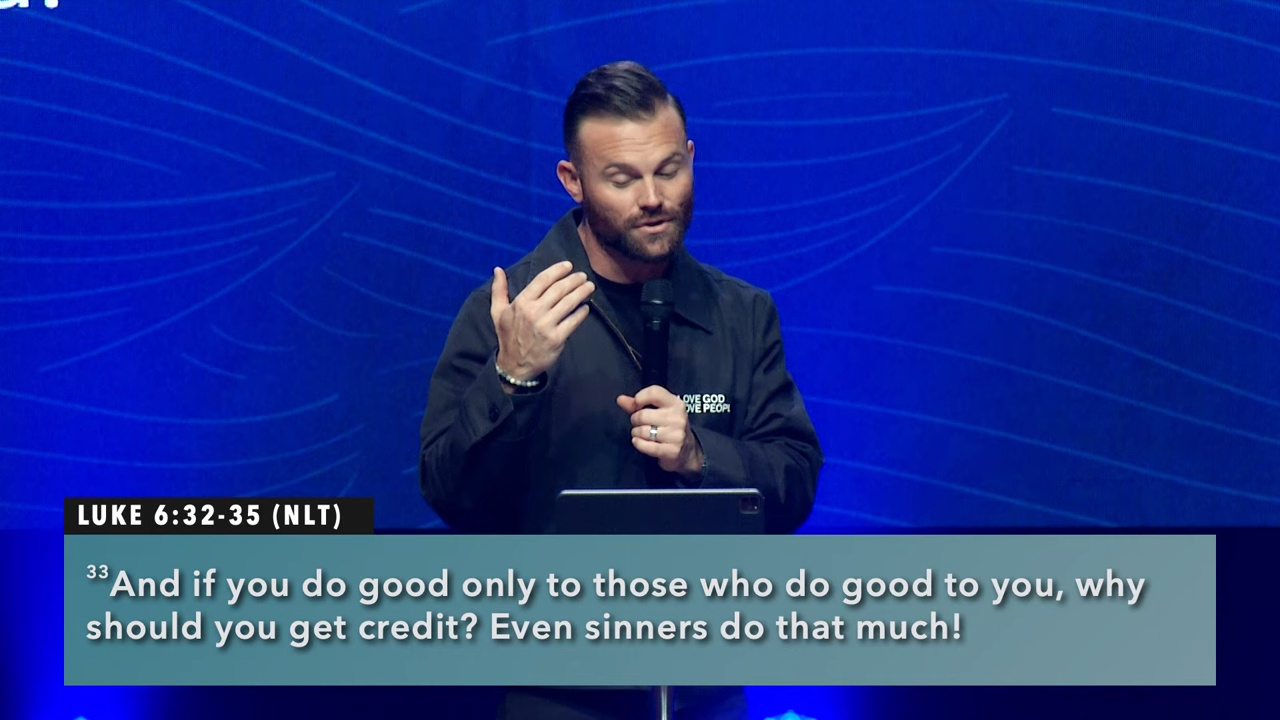 LUKE 6:32-35 (NLT)
33And if you do good only to those who do good to you, why
should you get credit? Even sinners do that much!
GOD